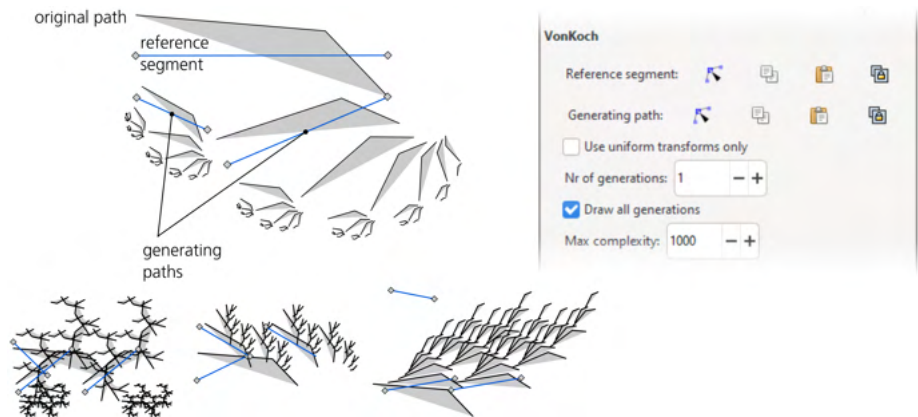 original path
reference
segment
generating
paths
VonKoch
Reference segment:
Generating path:
Use uniform transforms only
Nr of generations: 1 − +
Draw all generations
Max complexity: 1000 − +